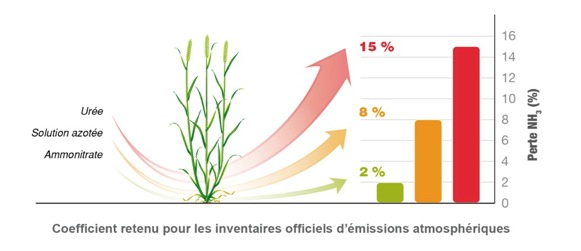 15 %
8 %
2 %
Urée
Solution azotée
Ammonitrate
16
14
12
10
8
6
4
2
0
Perte NH3 (%)
Coefficient retenu pour les inventaires officiels d'émissions atmosphériques